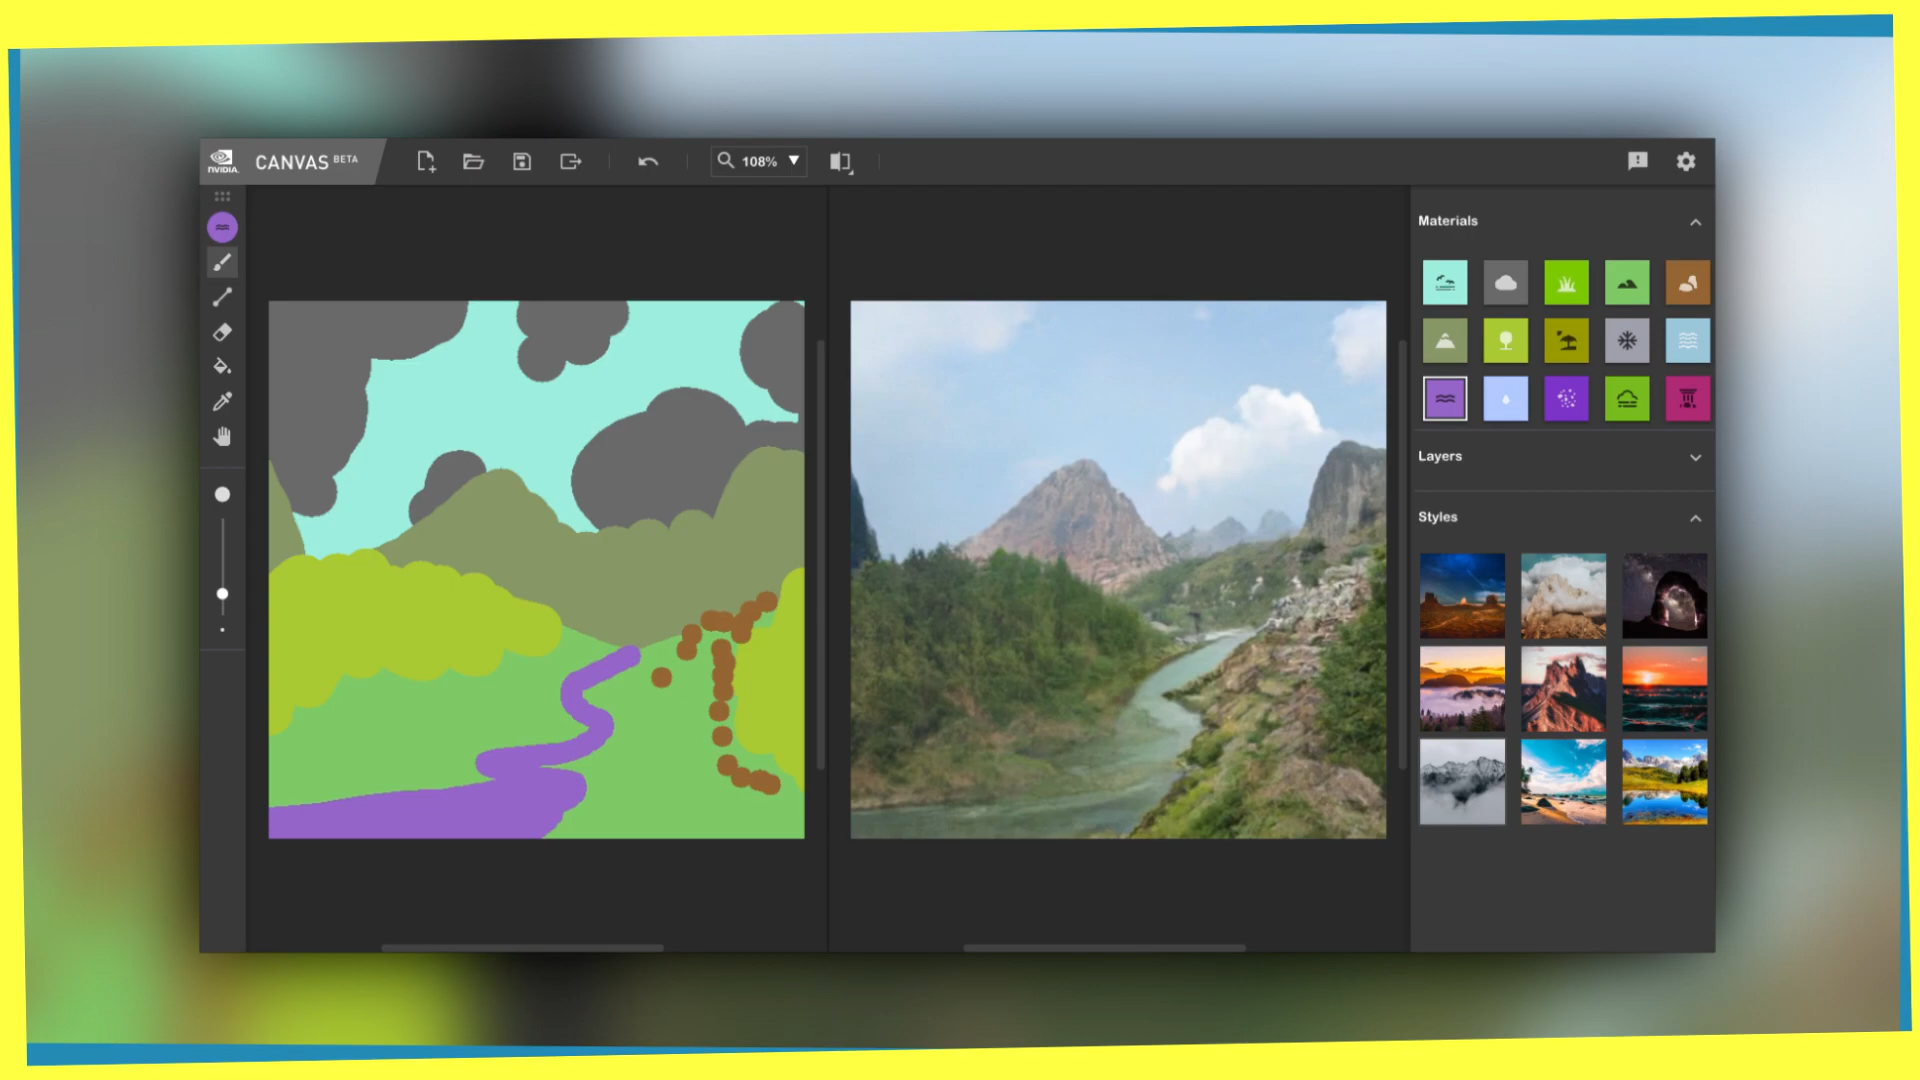 NVIDIA.
CANVAS BETA
108%
Materials
Layers
Styles